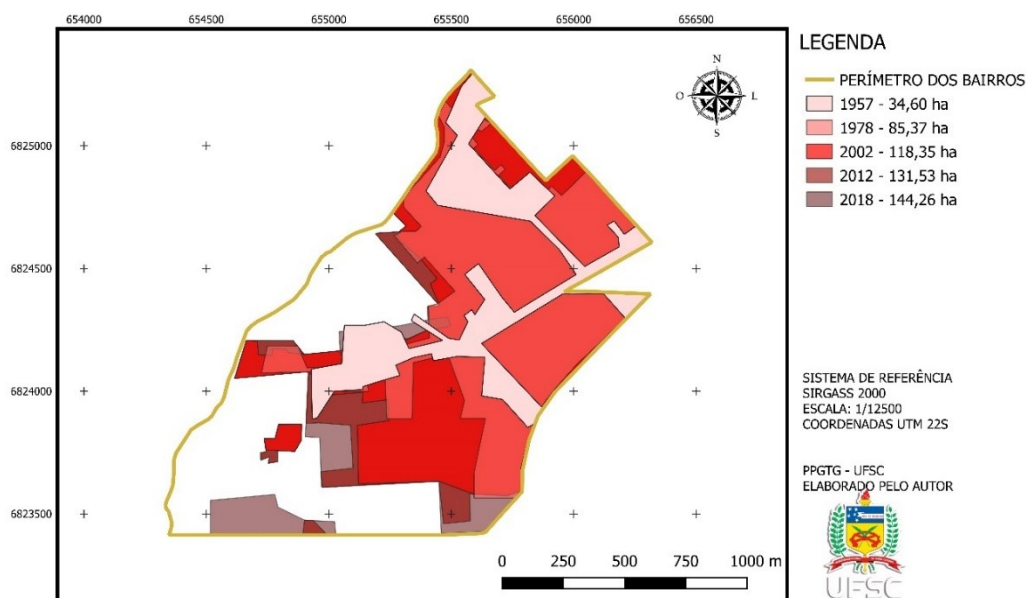 654000 654500 655000 655500 656000 656500
6825000
6824500
6824000
6823500
N
O L
S
0 250 500 750 1000 m
LEGENDA
PERÍMETRO DOS BAIRROS
1957 - 34,60 ha
1978 - 85,37 ha
2002 - 118,35 ha
2012 - 131,53 ha
2018 - 144,26 ha
SISTEMA DE REFERÊNCIA
SIRGASS 2000
ESCALA: 1/12500
COORDENADAS UTM 22S
PPGTG - UFSC
ELABORADO PELO AUTOR
UFSC